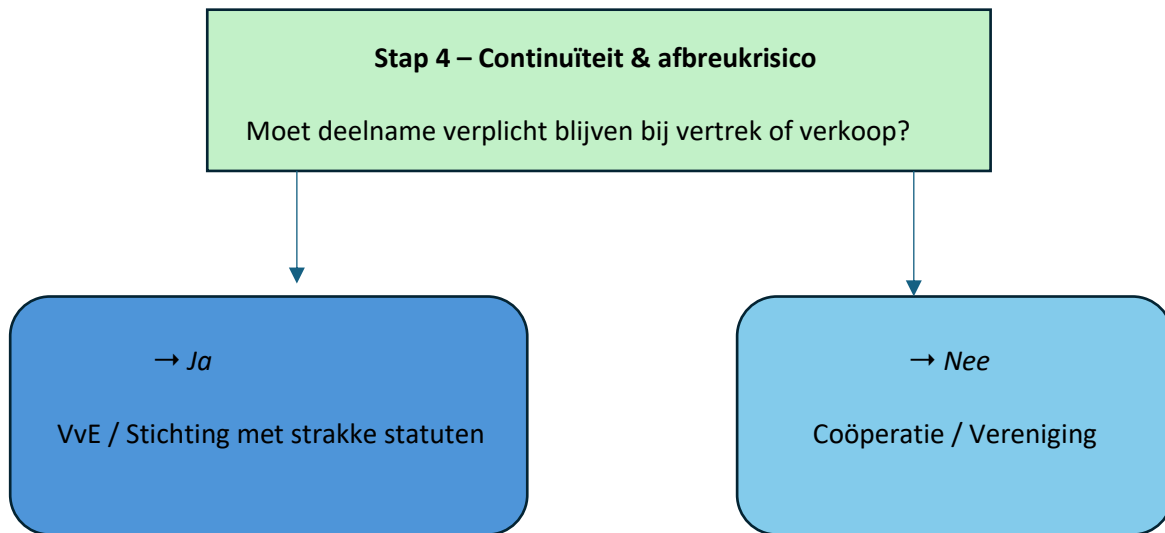 Stap 4 – Continuïteit & afbreukrisico
Moet deelname verplicht blijven bij vertrek of verkoop?
→ Ja
VvE / Stichting met strakke statuten
→ Nee
Coöperatie / Vereniging